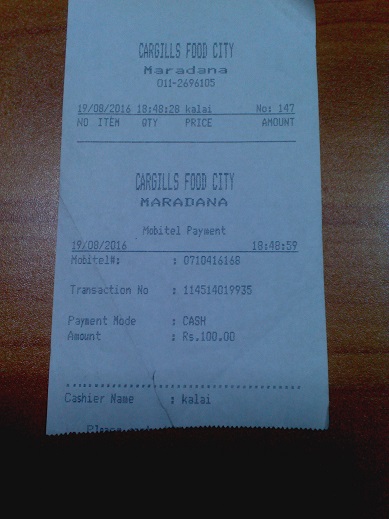 CARGILLS FOOD CITY
Maradana
011-2696105
19/08/2016 18:48:28 kalai No: 147
NO ITEM QTY PRICE AMOUNT
CARGILLS FOOD CITY
MARADANA
Mobitel Payment
19/08/2016 18:48:59
Mobitel#: : 0710416168
Transaction No : 114514019935
Payment Mode : CASH
Amount : Rs.100.00
Cashier Name : kalai